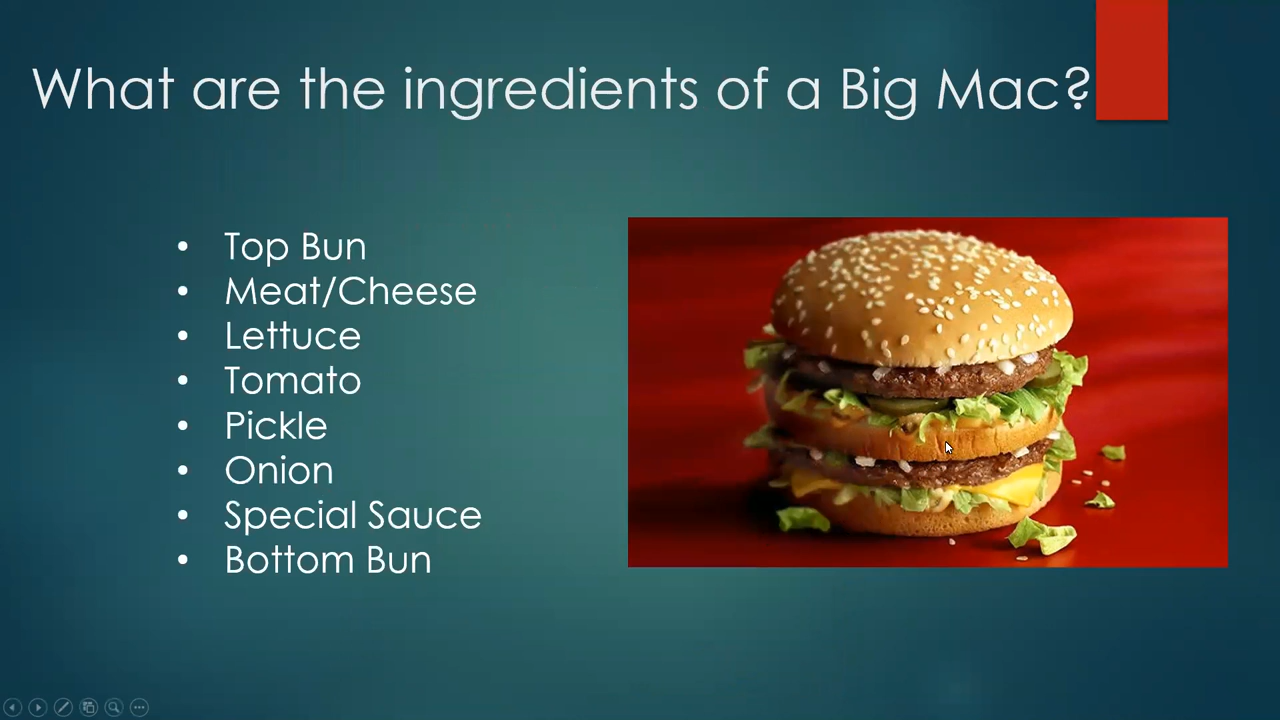 What are the ingredients of a Big Mac?
• Top Bun
• Meat/Cheese
• Lettuce
• Tomato
• Pickle
• Onion
• Special Sauce
• Bottom Bun